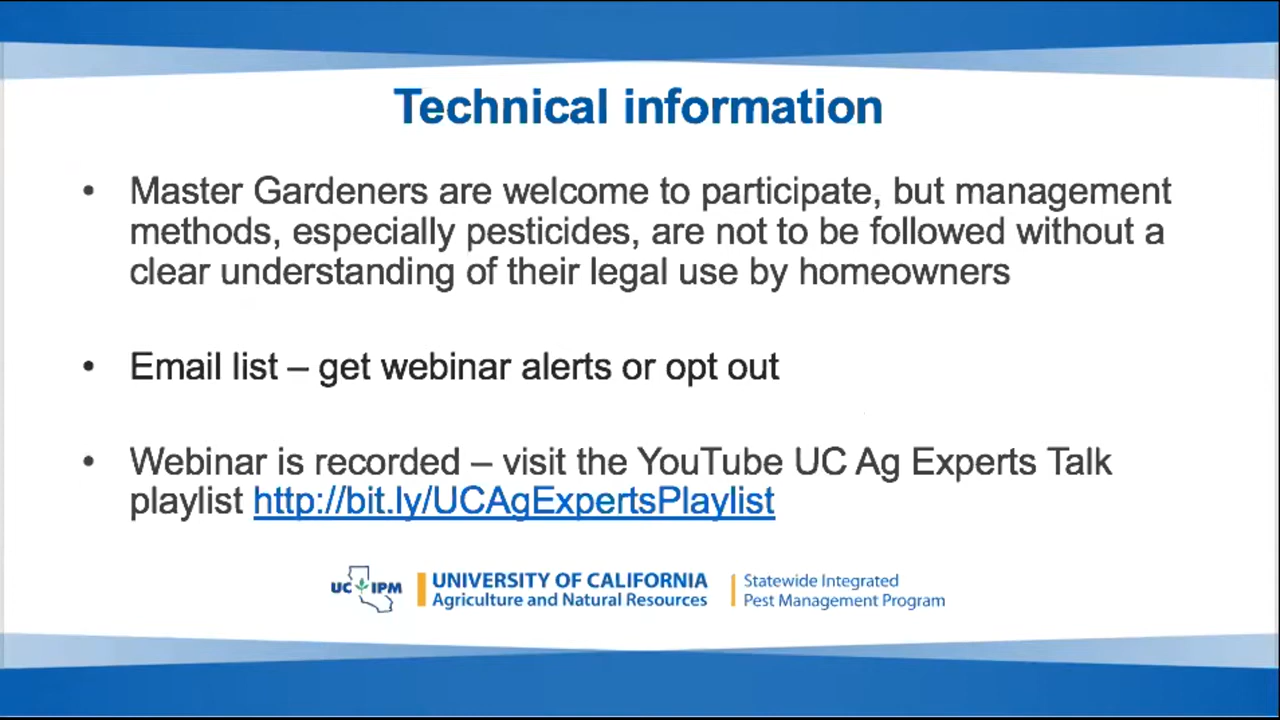 Technical information
• Master Gardeners are welcome to participate, but management
methods, especially pesticides, are not to be followed without a
clear understanding of their legal use by homeowners
• Email list – get webinar alerts or opt out
• Webinar is recorded – visit the YouTube UC Ag Experts Talk
playlist http://bit.ly/UCAgExpertsPlaylist
UC IPM
UNIVERSITY OF CALIFORNIA
Agriculture and Natural Resources
Statewide Integrated
Pest Management Program